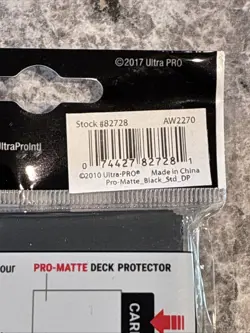 ©2017 Ultra PRO
Stock #82728 AW2270
UltraProIntl
0 74427 82728 1
©2010 Ultra•PRO® Made in China
Pro-Matte_Black_Std_DP
our PRO-MATTE DECK PROTECTOR
CAR